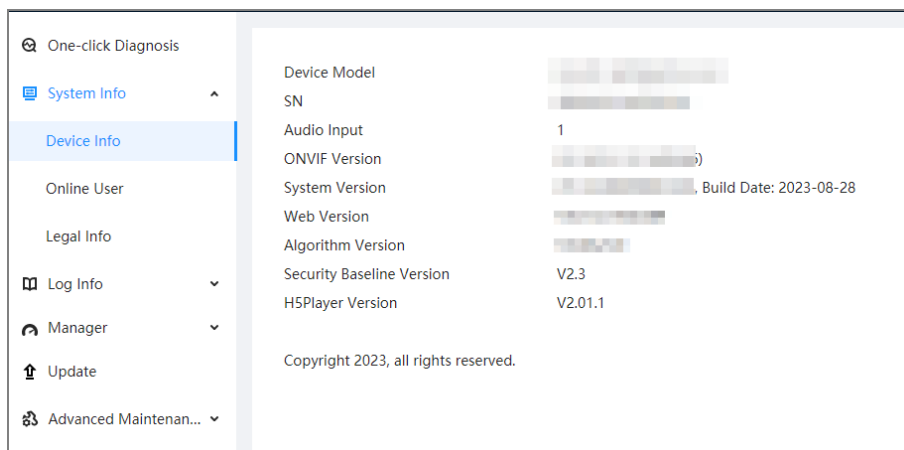 One-click Diagnosis
System Info
Device Info
Online User
Legal Info
Log Info
Manager
Update
Advanced Maintenan...
Device Model
SN
Audio Input 1
ONVIF Version )
System Version , Build Date: 2023-08-28
Web Version
Algorithm Version
Security Baseline Version V2.3
H5Player Version V2.01.1
Copyright 2023, all rights reserved.